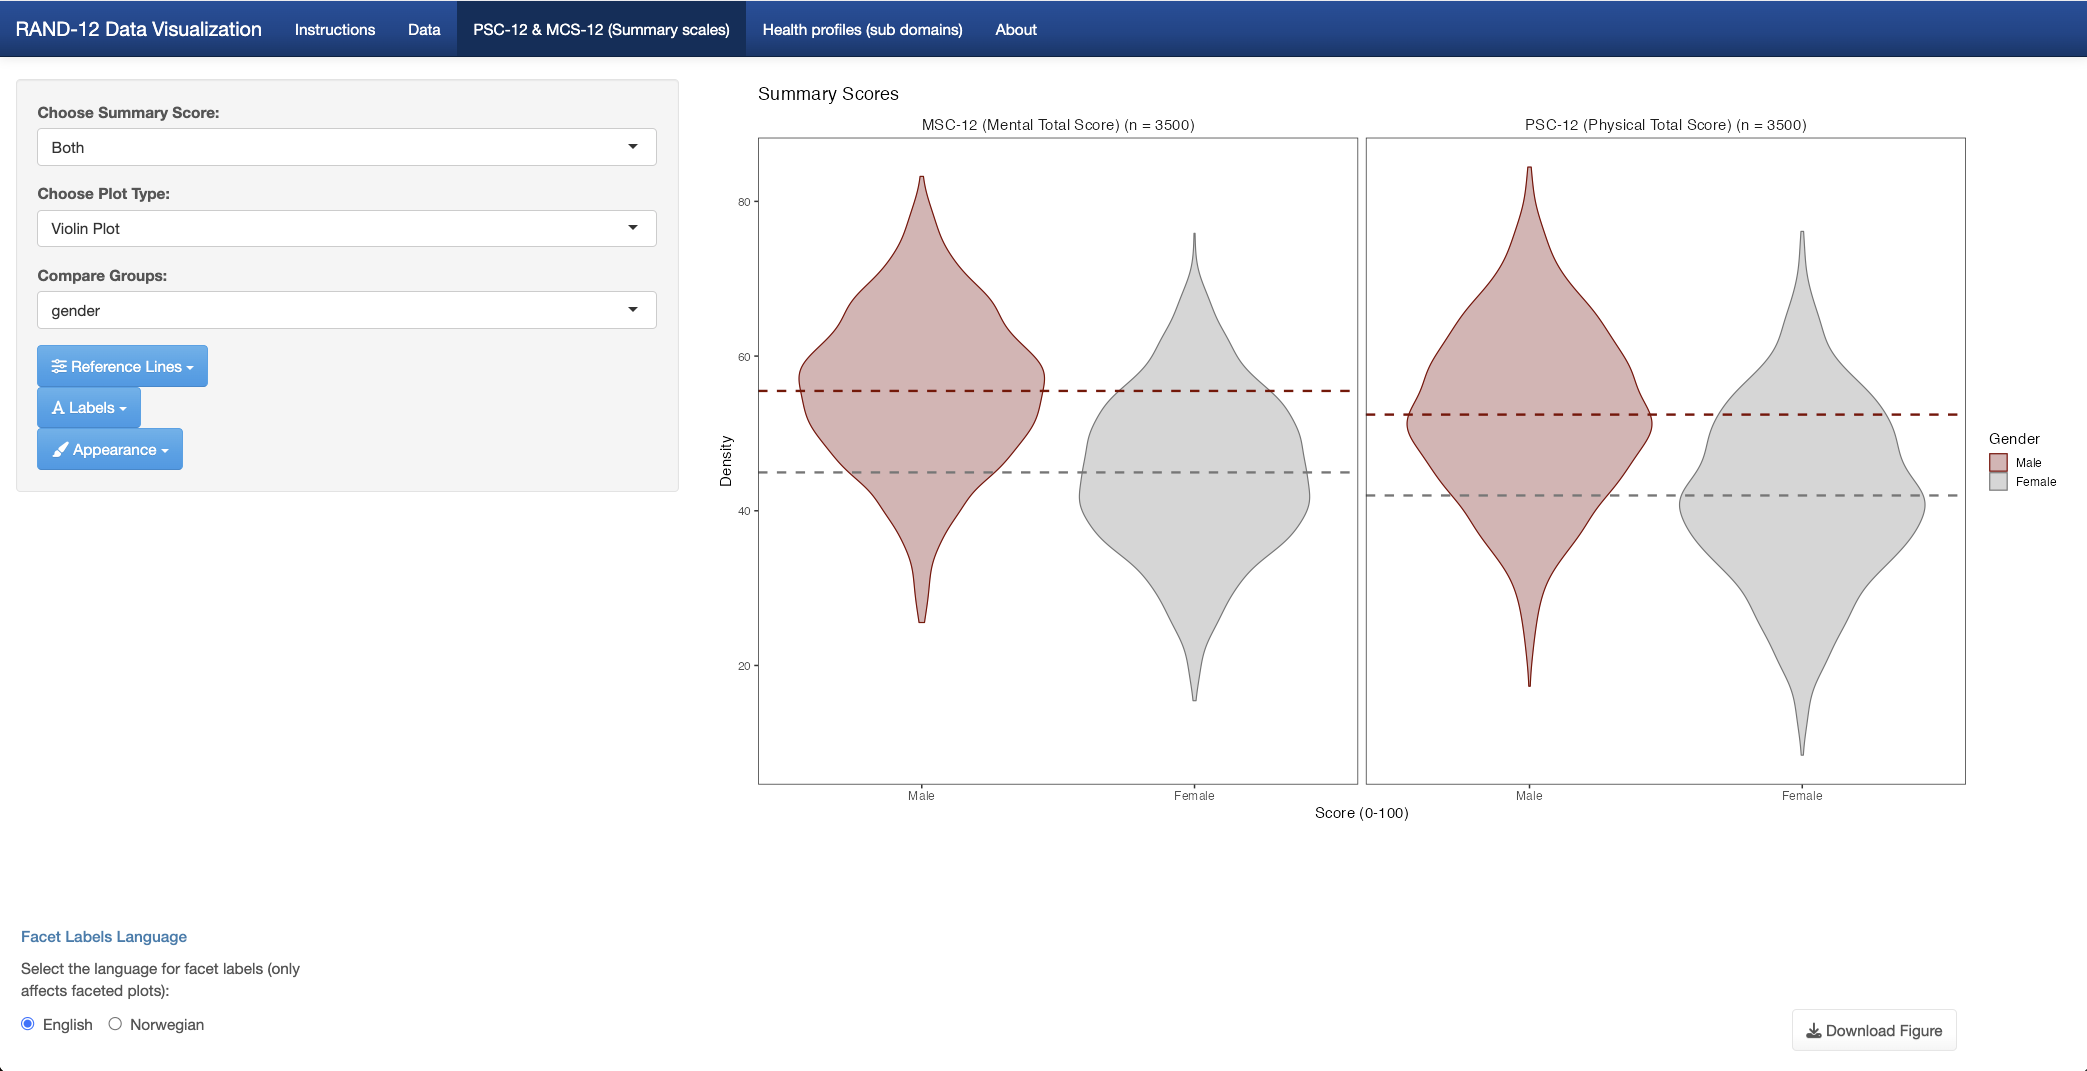 RAND-12 Data Visualization
Instructions
Data
PSC-12 & MCS-12 (Summary scales)
Health profiles (sub domains)
About
Choose Summary Score:
Both
Choose Plot Type:
Violin Plot
Compare Groups:
gender
Reference Lines
A Labels
Appearance
Summary Scores
MSC-12 (Mental Total Score) (n = 3500)
PSC-12 (Physical Total Score) (n = 3500)
80
60
40
20
Density
Male
Female
Male
Female
Score (0-100)
Gender
Male
Female
Facet Labels Language
Select the language for facet labels (only
affects faceted plots):
English
Norwegian
Download Figure